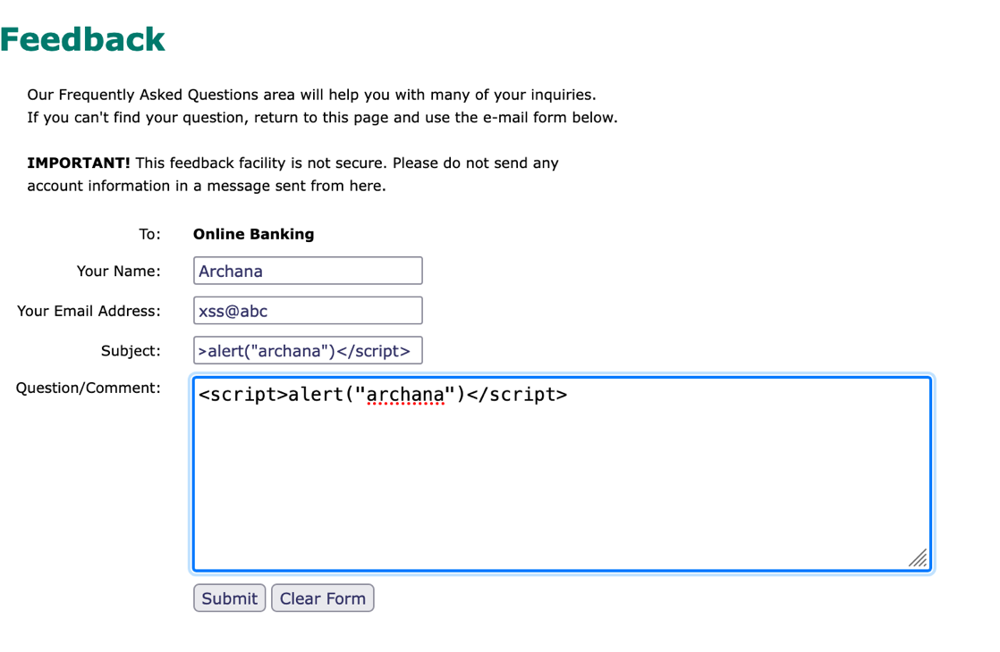 Feedback
Our Frequently Asked Questions area will help you with many of your inquiries.
If you can't find your question, return to this page and use the e-mail form below.
IMPORTANT! This feedback facility is not secure. Please do not send any
account information in a message sent from here.
To: Online Banking
Your Name: Archana
Your Email Address: xss@abc
Subject: >alert("archana")</script>
Question/Comment: <script>alert("archana")</script>
Submit Clear Form